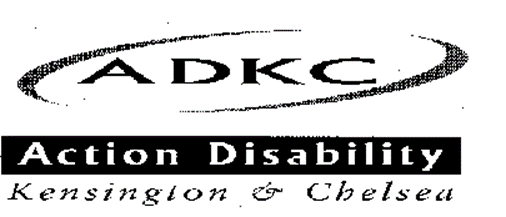 ADKC
Action Disability
Kensington & Chelsea